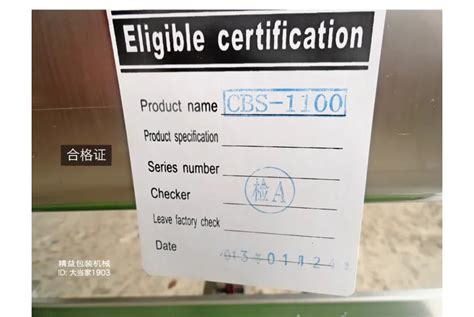 Eligible certification
Product name CBS-1100
Product specification
Series number
合格证
Checker 检A
Leave factory check
Date
精益包装机械
ID: 大当家1903